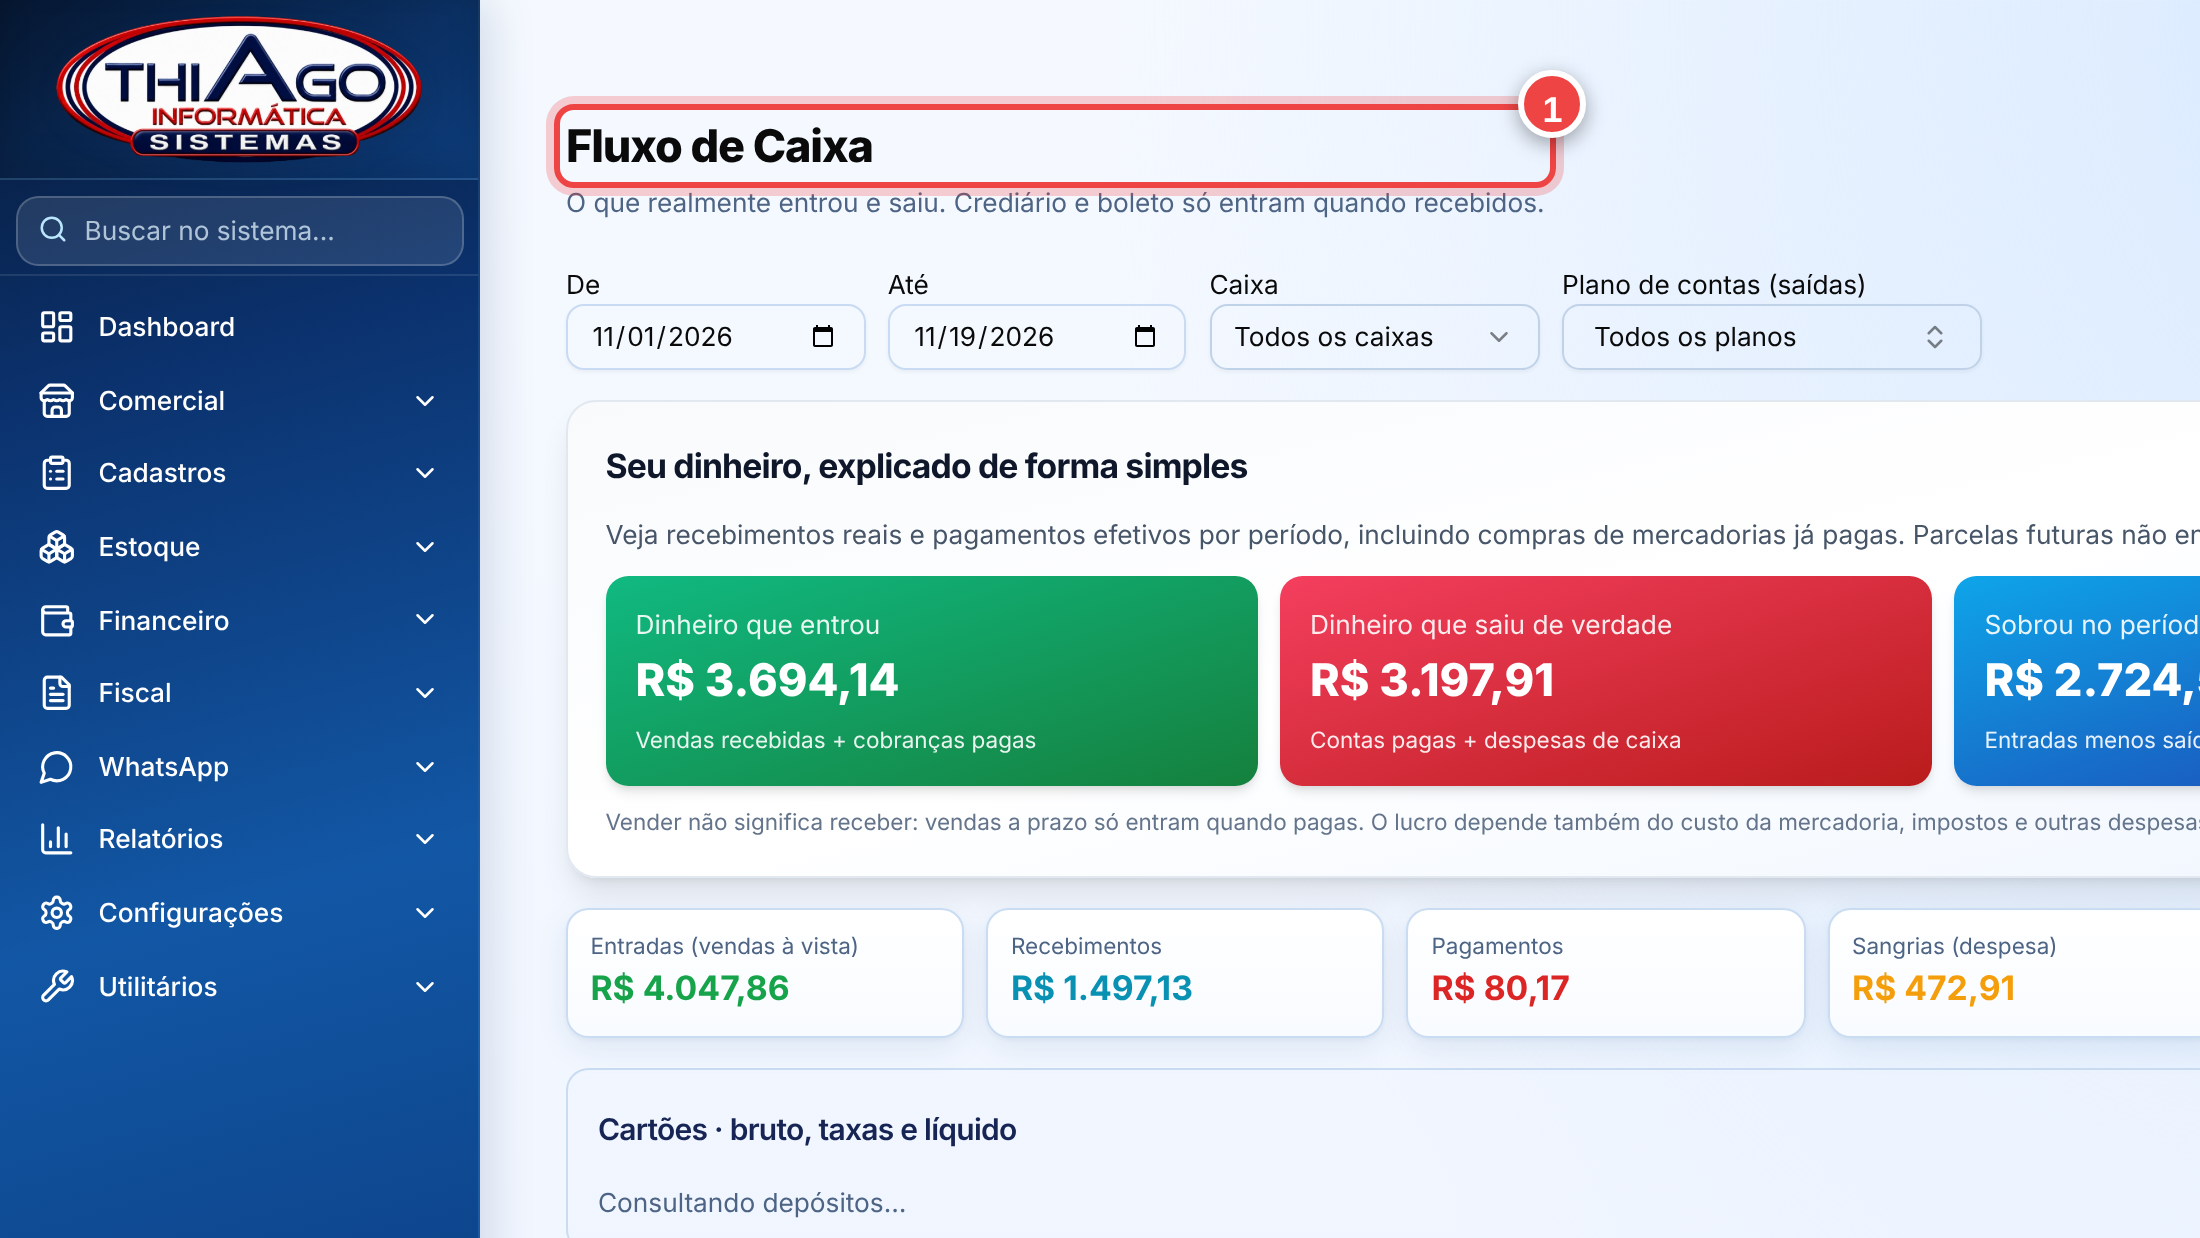 THIAGO
INFORMÁTICA
SISTEMAS
Buscar no sistema...
Dashboard
Comercial
Cadastros
Estoque
Financeiro
Fiscal
WhatsApp
Relatórios
Configurações
Utilitários
1
Fluxo de Caixa
O que realmente entrou e saiu. Crediário e boleto só entram quando recebidos.
De
Até
Caixa
Plano de contas (saídas)
11/01/2026
11/19/2026
Todos os caixas
Todos os planos
Seu dinheiro, explicado de forma simples
Veja recebimentos reais e pagamentos efetivos por período, incluindo compras de mercadorias já pagas. Parcelas futuras não
Dinheiro que entrou
R$ 3.694,14
Vendas recebidas + cobranças pagas
Dinheiro que saiu de verdade
R$ 3.197,91
Contas pagas + despesas de caixa
Sobrou no
R$ 2.724,
Entradas menos
Vender não significa receber: vendas a prazo só entram quando pagas. O lucro depende também do custo da mercadoria, impostos e outras despesas
Entradas (vendas à vista)
R$ 4.047,86
Recebimentos
R$ 1.497,13
Pagamentos
R$ 80,17
Sangrias (despesa)
R$ 472,91
Cartões · bruto, taxas e líquido
Consultando depósitos...